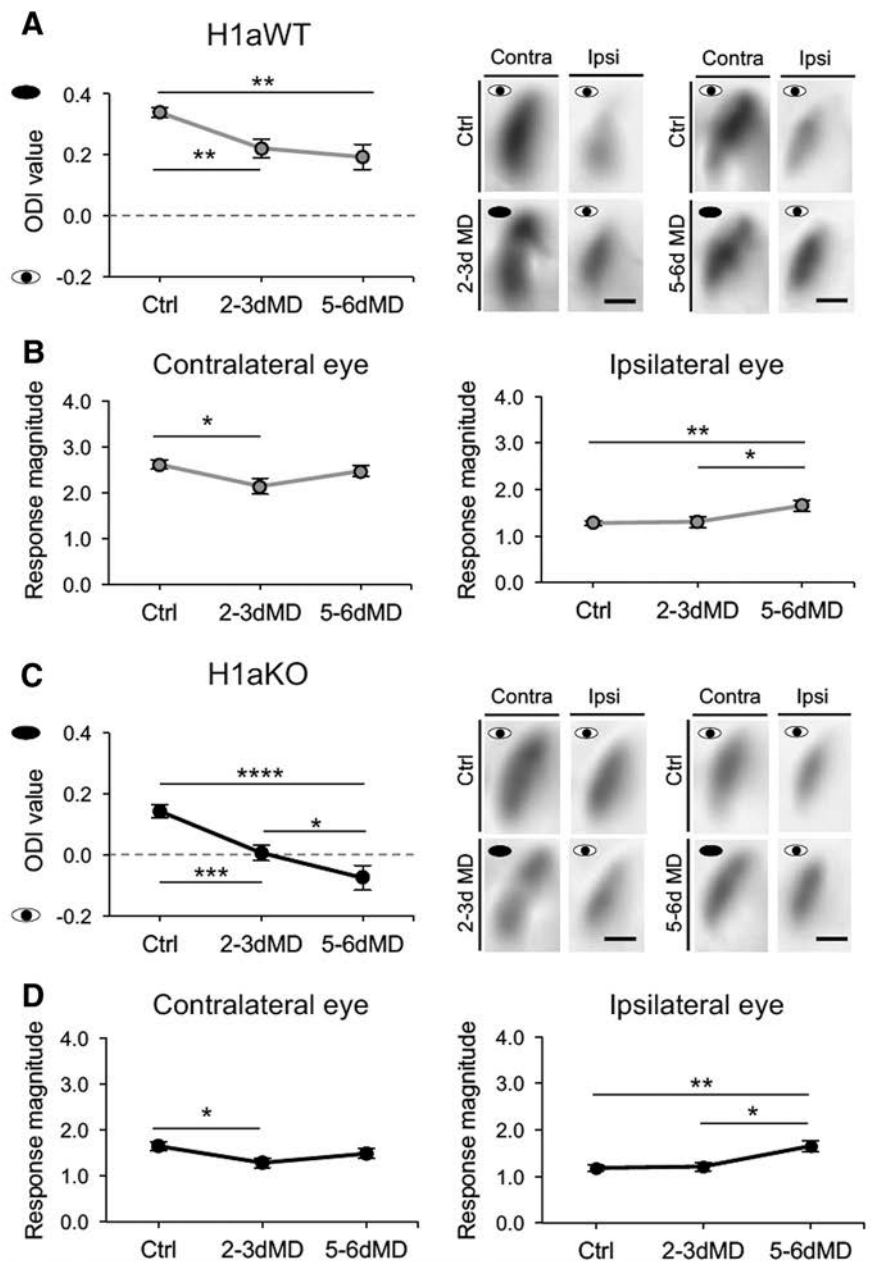 A
H1aWT
ODI value
0.4
0.2
0.0
-0.2
**
**
Ctrl 2-3dMD 5-6dMD
Contra Ipsi Contra Ipsi
Ctrl Ctrl
2-3d MD 5-6d MD
B
Contralateral eye
Response magnitude
4.0
3.0
2.0
1.0
0.0
*
Ctrl 2-3dMD 5-6dMD
Ipsilateral eye
Response magnitude
4.0
3.0
2.0
1.0
0.0
**
*
Ctrl 2-3dMD 5-6dMD
C
H1aKO
ODI value
0.4
0.2
0.0
-0.2
****
*
***
Ctrl 2-3dMD 5-6dMD
Contra Ipsi Contra Ipsi
Ctrl Ctrl
2-3d MD 5-6d MD
D
Contralateral eye
Response magnitude
4.0
3.0
2.0
1.0
0.0
*
Ctrl 2-3dMD 5-6dMD
Ipsilateral eye
Response magnitude
4.0
3.0
2.0
1.0
0.0
**
*
Ctrl 2-3dMD 5-6dMD